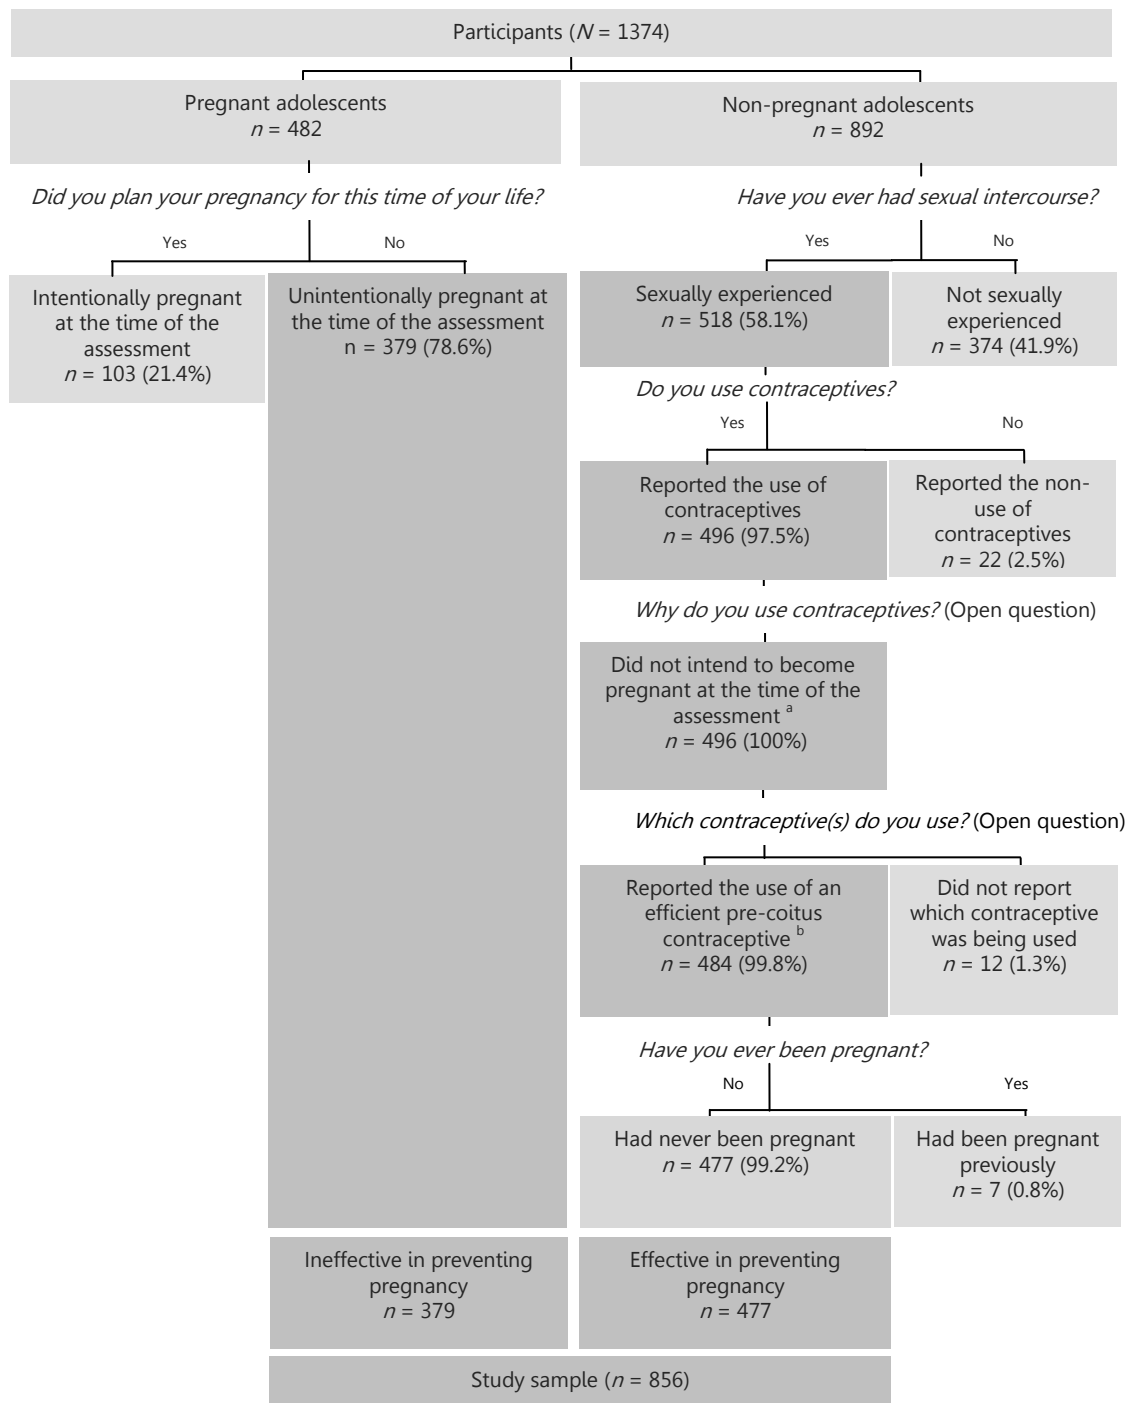 Participants (N = 1374)
Pregnant adolescents
n = 482
Non-pregnant adolescents
n = 892
Did you plan your pregnancy for this time of your life?
Have you ever had sexual intercourse?
Yes
No
Yes
No
Intentionally pregnant
at the time of the
assessment
n = 103 (21.4%)
Unintentionally pregnant at
the time of the assessment
n = 379 (78.6%)
Sexually experienced
n = 518 (58.1%)
Not sexually
experienced
n = 374 (41.9%)
Do you use contraceptives?
Yes
No
Reported the use of
contraceptives
n = 496 (97.5%)
Reported the non-
use of
contraceptives
n = 22 (2.5%)
Why do you use contraceptives? (Open question)
Did not intend to become
pregnant at the time of the
assessment a
n = 496 (100%)
Which contraceptive(s) do you use? (Open question)
Reported the use of an
efficient pre-coitus
contraceptive b
n = 484 (99.8%)
Did not report
which contraceptive
was being used
n = 12 (1.3%)
Have you ever been pregnant?
No
Yes
Had never been pregnant
n = 477 (99.2%)
Had been pregnant
previously
n = 7 (0.8%)
Ineffective in preventing
pregnancy
n = 379
Effective in preventing
pregnancy
n = 477
Study sample (n = 856)